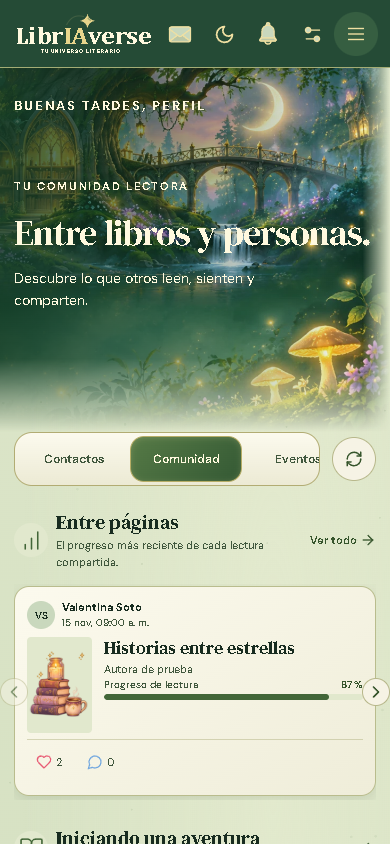 LibrIAverse
TU UNIVERSO LITERARIO
BUENAS TARDES, PERFIL
TU COMUNIDAD LECTORA
Entre libros y personas.
Descubre lo que otros leen, sienten y
comparten.
Contactos
Comunidad
Eventos
Entre páginas
El progreso más reciente de cada lectura
compartida.
Ver todo
VS
Valentina Soto
15 nov, 09:00 a. m.
Historias entre estrellas
Autora de prueba
Progreso de lectura
87%
2
0
Iniciando una aventura